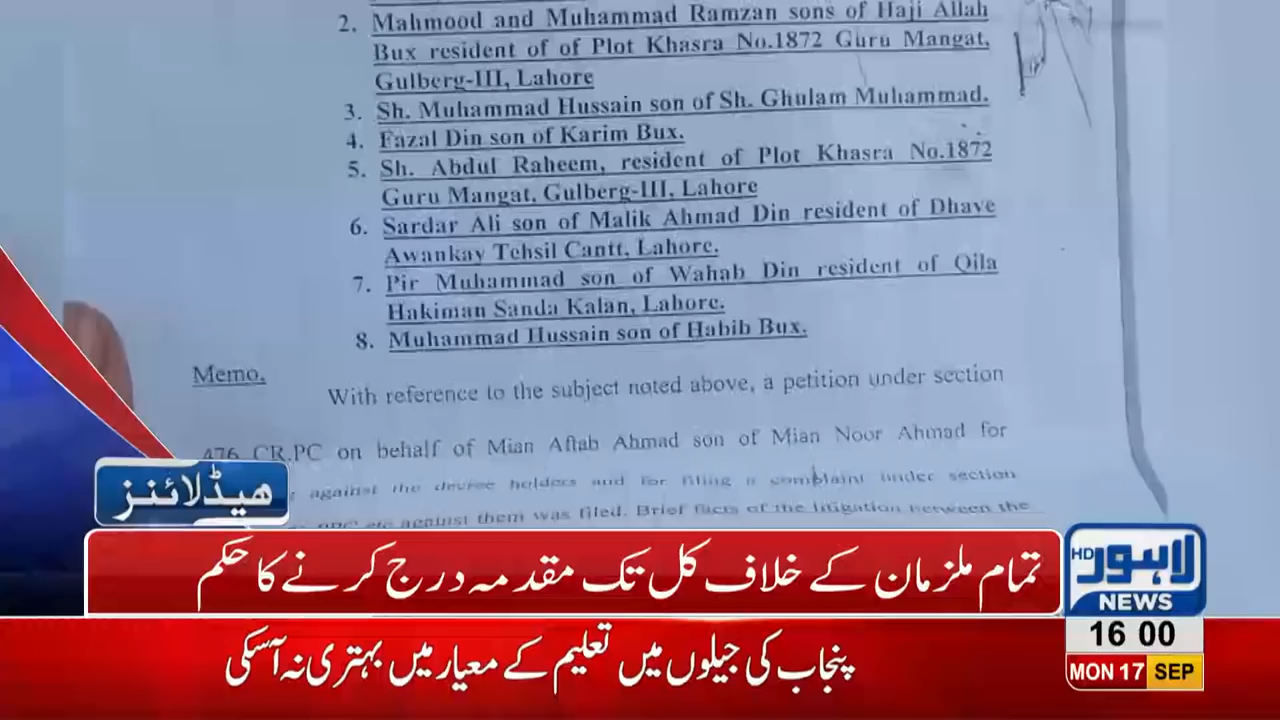 2. Mahmood and Muhammad Ramzan sons of Haji Allah
Bux resident of of Plot Khasra No.1872 Guru Mangat,
Gulberg-III, Lahore
3. Sh. Muhammad Hussain son of Sh. Ghulam Muhammad.
4. Fazal Din son of Karim Bux.
5. Sh. Abdul Raheem, resident of Plot Khasra No.1872
Guru Mangat, Gulberg-III, Lahore
6. Sardar Ali son of Malik Ahmad Din resident of Dhave
Awankay Tehsil Cantt, Lahore.
7. Pir Muhammad son of Wahab Din resident of Qila
Hakiman Sanda Kalan, Lahore.
8. Muhammad Hussain son of Habib Bux.
Memo.
With reference to the subject noted above, a petition under section
476 CR.PC on behalf of Mian Aftab Ahmad son of Mian Noor Ahmad for
against the decree holders and for filing a complaint under section
against them was filed. Brief facts of the litigation between the
ہیڈلائنز
تمام ملزمان کے خلاف کل تک مقدمہ درج کرنے کا حکم
پنجاب کی جیلوں میں تعلیم کے معیار میں بہتری نہ آسکی
لاہور HD
NEWS
16 00
MON 17 SEP